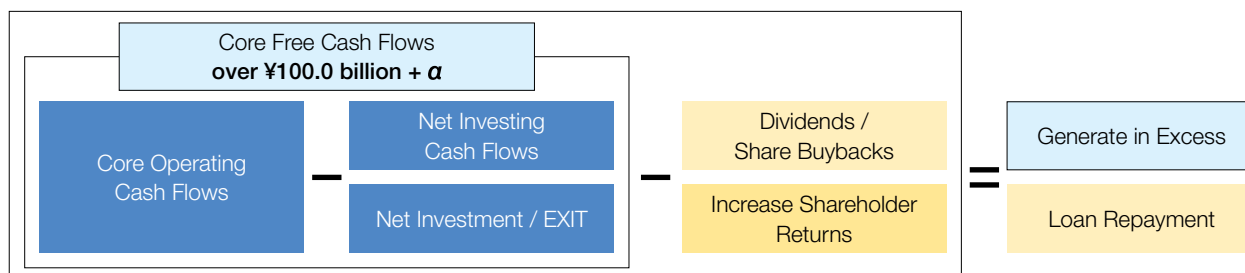 Core Free Cash Flows
over ¥100.0 billion + α
Core Operating
Cash Flows
Net Investing
Cash Flows
Net Investment / EXIT
Dividends /
Share Buybacks
Increase Shareholder
Returns
Generate in Excess
Loan Repayment